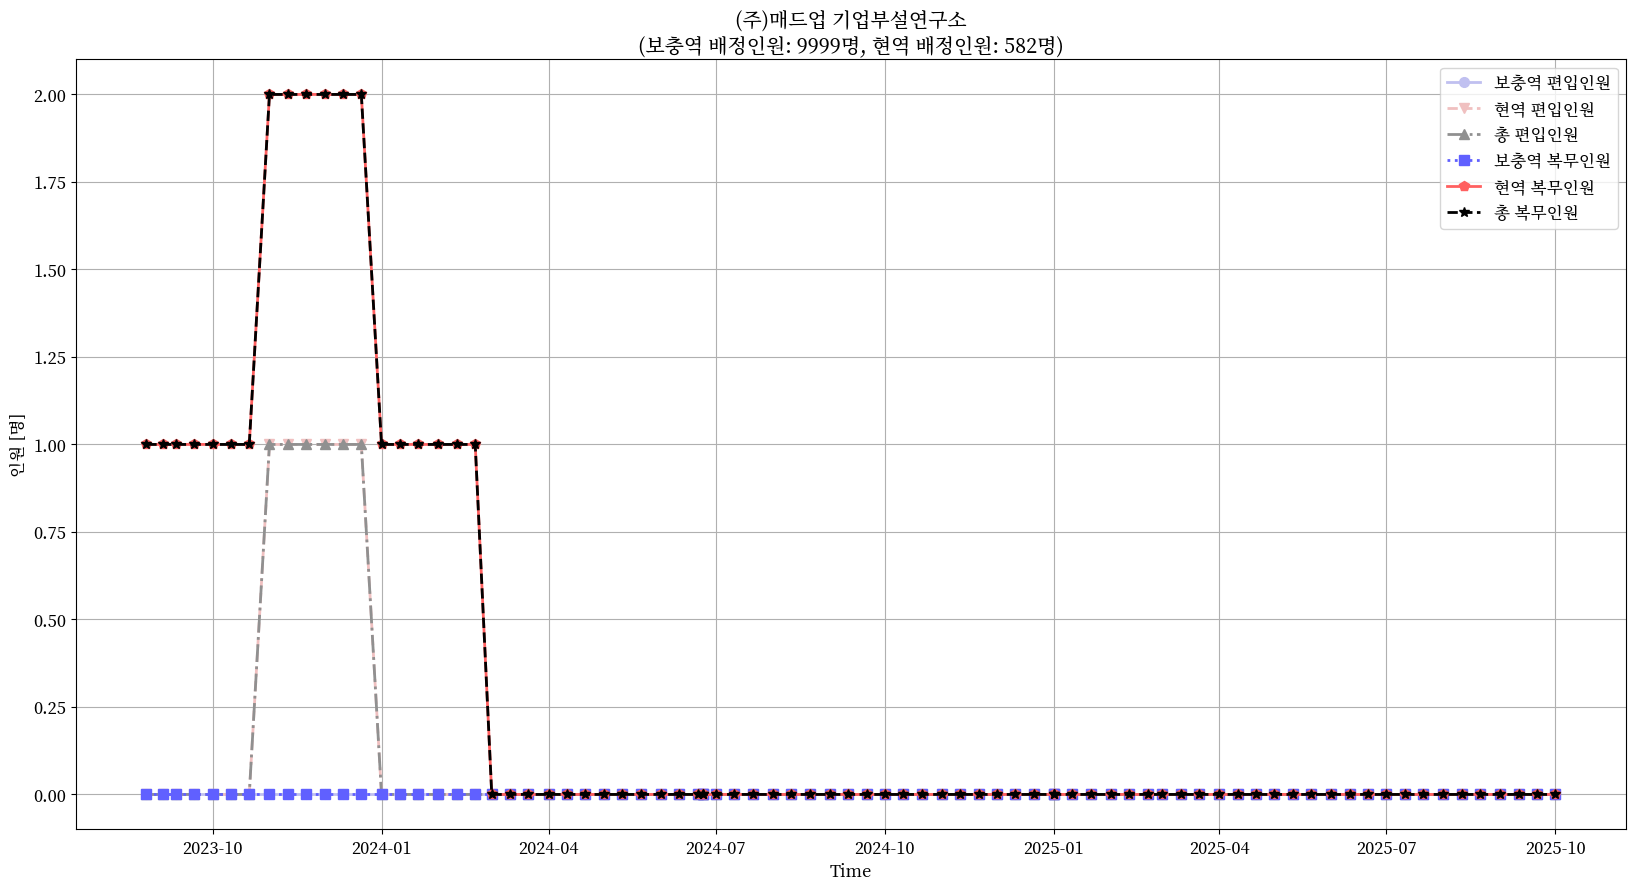 (주)매드업 기업부설연구소
(보충역 배정인원: 9999명, 현역 배정인원: 582명)
보충역 편입인원
현역 편입인원
총 편입인원
보충역 복무인원
현역 복무인원
총 복무인원
2.00
1.75
1.50
1.25
1.00
0.75
0.50
0.25
0.00
인원 [명]
2023-10 2024-01 2024-04 2024-07 2024-10 2025-01 2025-04 2025-07 2025-10
Time